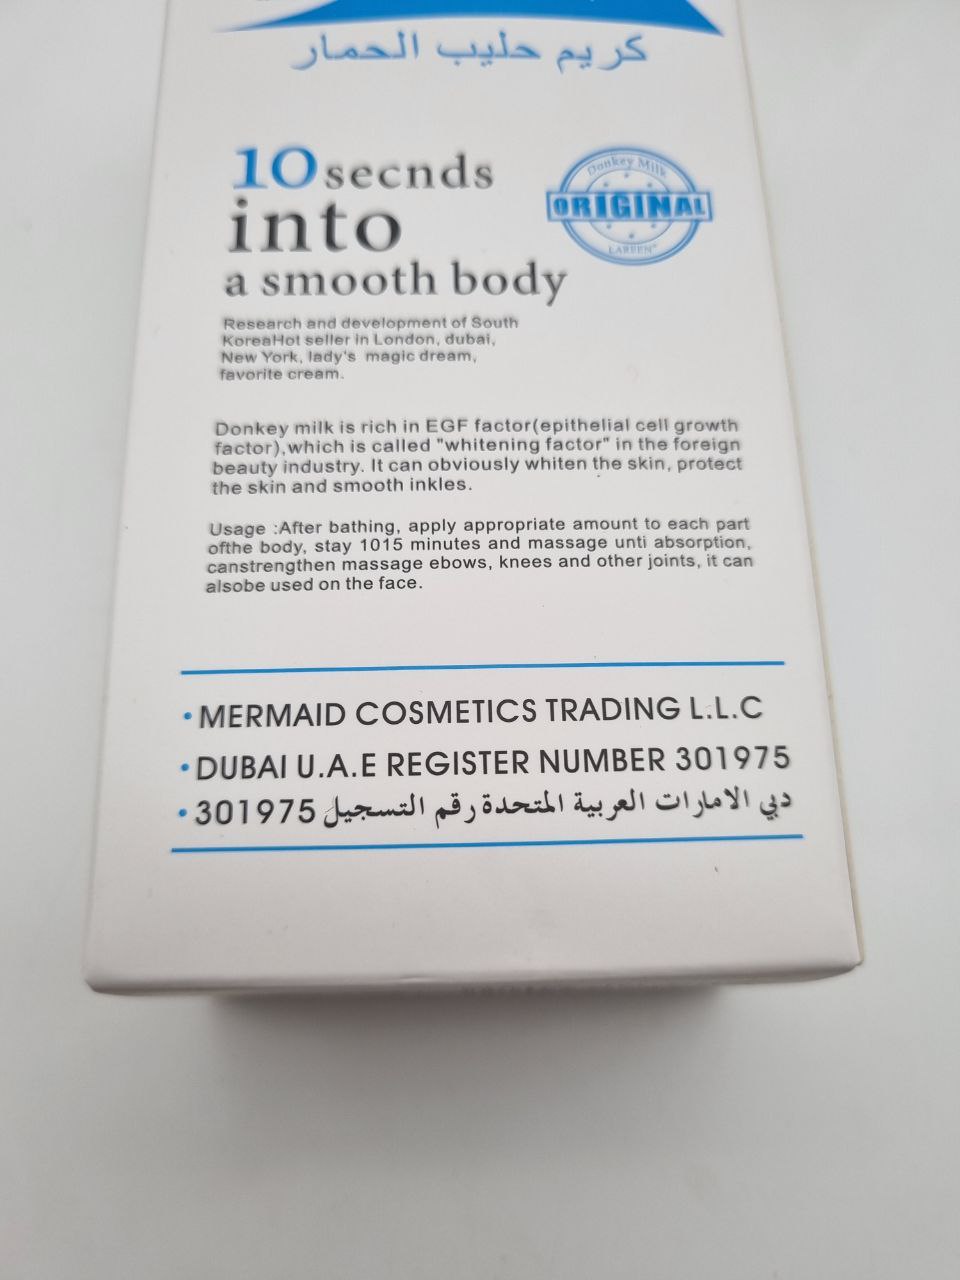 كريم حليب الحمار
10 secnds
into
a smooth body
Donkey Milk
ORIGINAL
LAREEN®
Research and development of South
KoreaHot seller in London, dubai,
New York, lady's magic dream,
favorite cream.
Donkey milk is rich in EGF factor(epithelial cell growth
factor),which is called "whitening factor" in the foreign
beauty industry. It can obviously whiten the skin, protect
the skin and smooth inkles.
Usage :After bathing, apply appropriate amount to each part
ofthe body, stay 1015 minutes and massage unti absorption,
canstrengthen massage ebows, knees and other joints, it can
alsobe used on the face.
• MERMAID COSMETICS TRADING L.L.C
• DUBAI U.A.E REGISTER NUMBER 301975
• دبي الامارات العربية المتحدة رقم التسجيل 301975